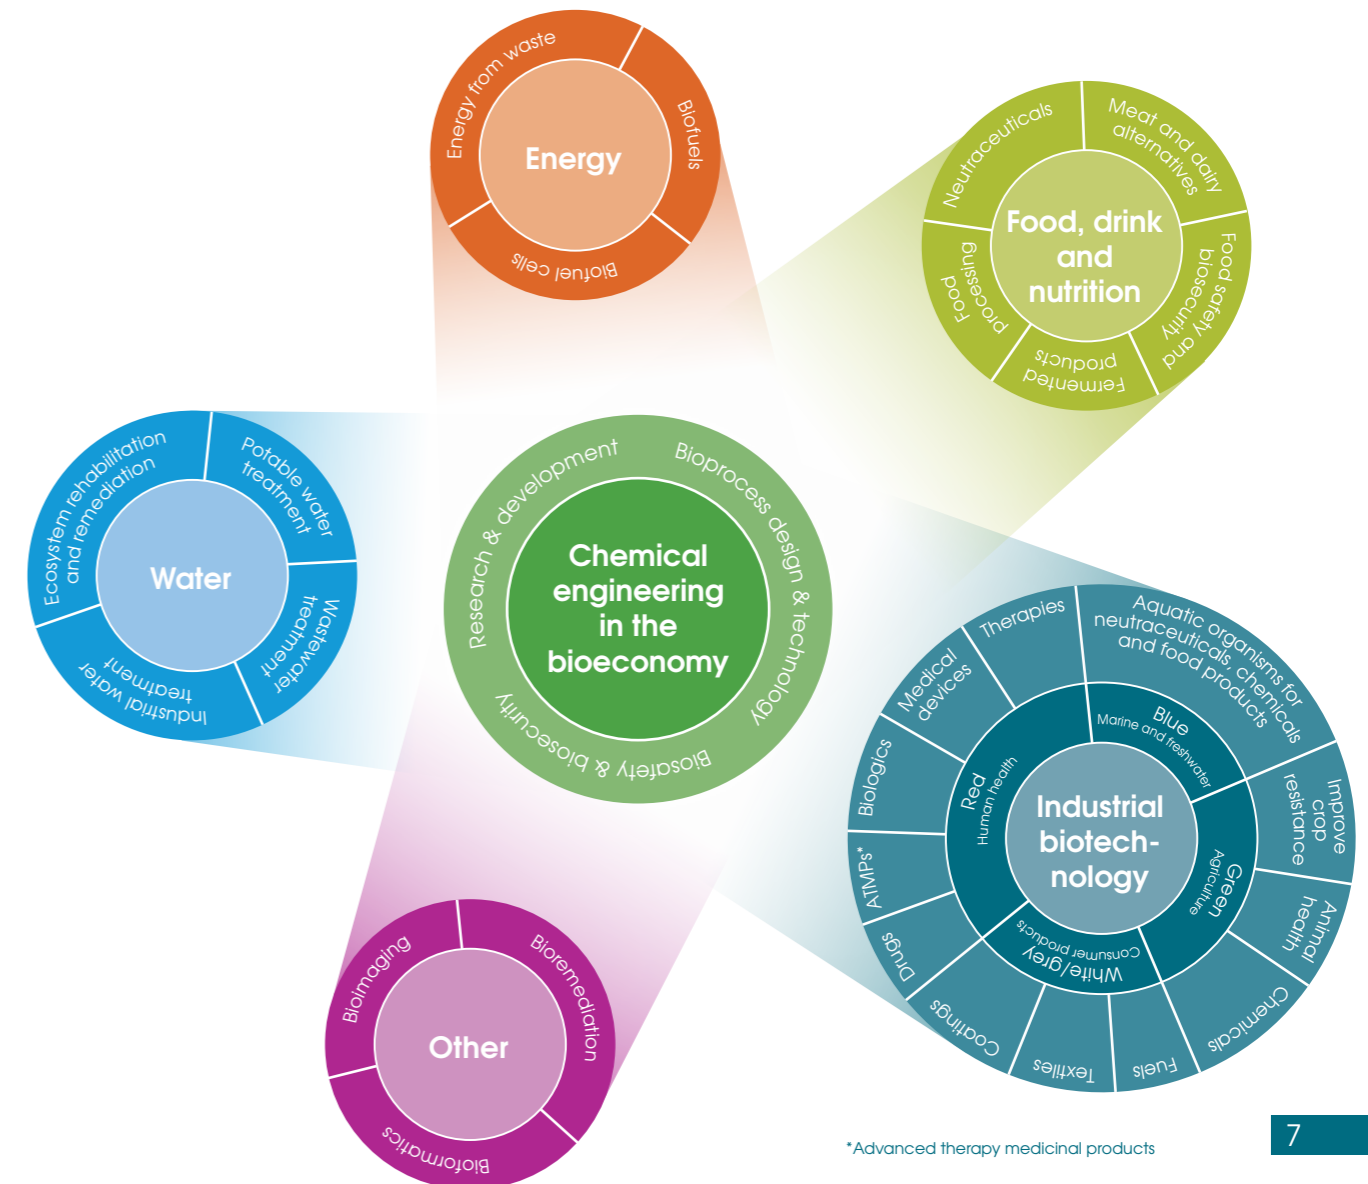 Energy
Energy from waste
Biofuels
Biofuel cells
Food, drink
and
nutrition
Neutraceuticals
Meat and dairy
alternatives
Food safety and
biosecurity
Fermented
products
Food
processing
Water
Ecosystem rehabilitation
and remediation
Potable water
treatment
Wastewater
treatment
Industrial water
treatment
Chemical
engineering
in the
bioeconomy
Research & development
Bioprocess design & technology
Biosafety & biosecurity
Industrial
biotech-
nology
Blue
Marine and freshwater
Aquatic organisms for
neutraceuticals, chemicals
and food products
Green
Agriculture
Improve
crop
resistance
Animal
health
Chemicals
White/grey
Consumer products
Fuels
Textiles
Coatings
Red
Human health
Drugs
ATMPs*
Biologics
Medical
devices
Therapies
Other
Bioimaging
Bioremediation
Bioformatics
*Advanced therapy medicinal products
7